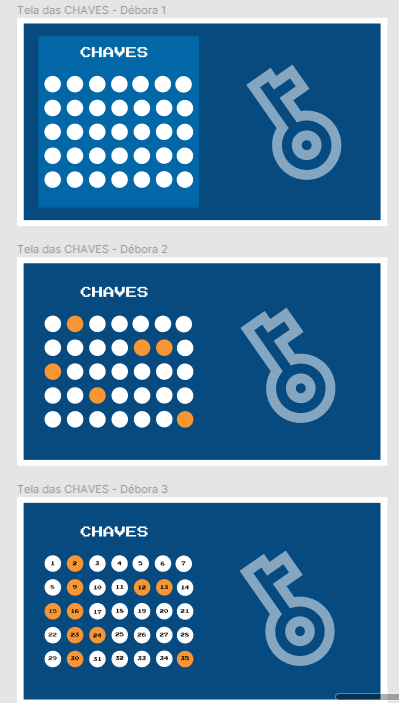 Tela das CHAVES - Débora 1
CHAVES
Tela das CHAVES - Débora 2
CHAVES
Tela das CHAVES - Débora 3
CHAVES
1 2 3 4 5 6 7
8 9 10 11 12 13 14
15 16 17 18 19 20 21
22 23 24 25 26 27 28
29 30 31 32 33 34 35